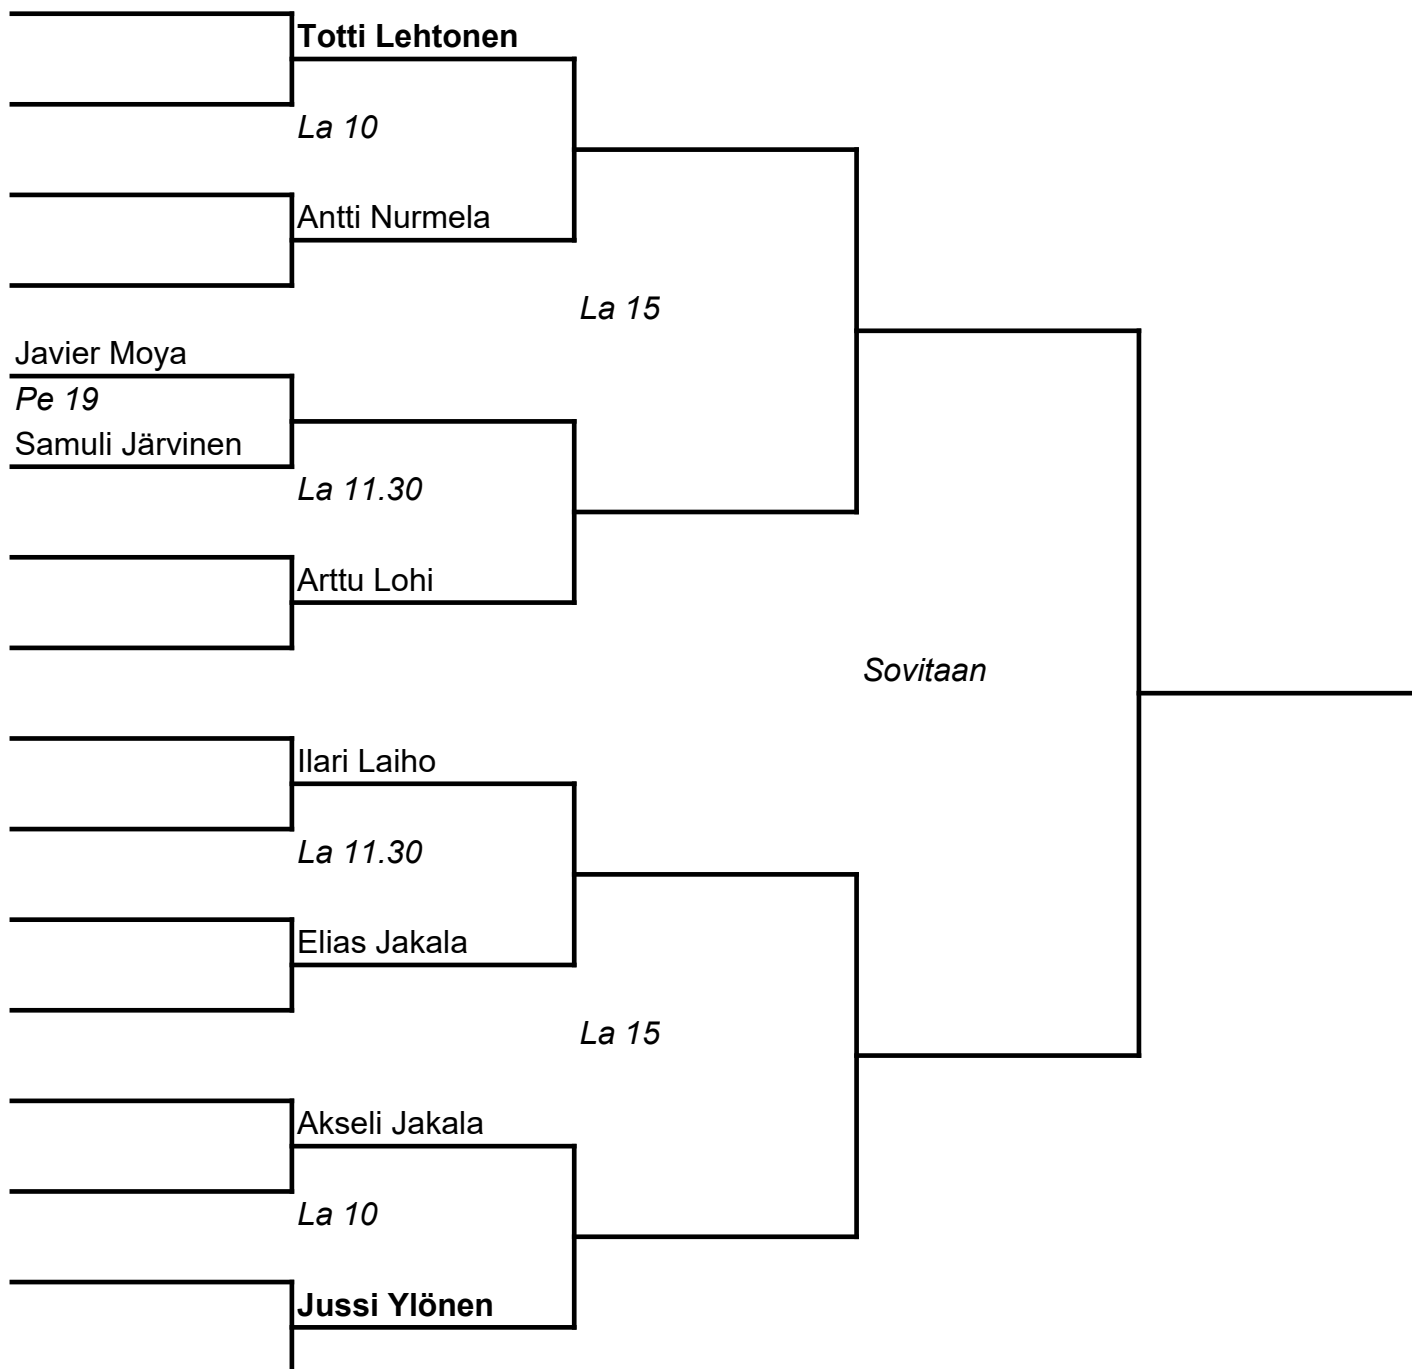 Totti Lehtonen
La 10
Antti Nurmela
La 15
Javier Moya
Pe 19
Samuli Järvinen
La 11.30
Arttu Lohi
Sovitaan
Ilari Laiho
La 11.30
Elias Jakala
La 15
Akseli Jakala
La 10
Jussi Ylönen